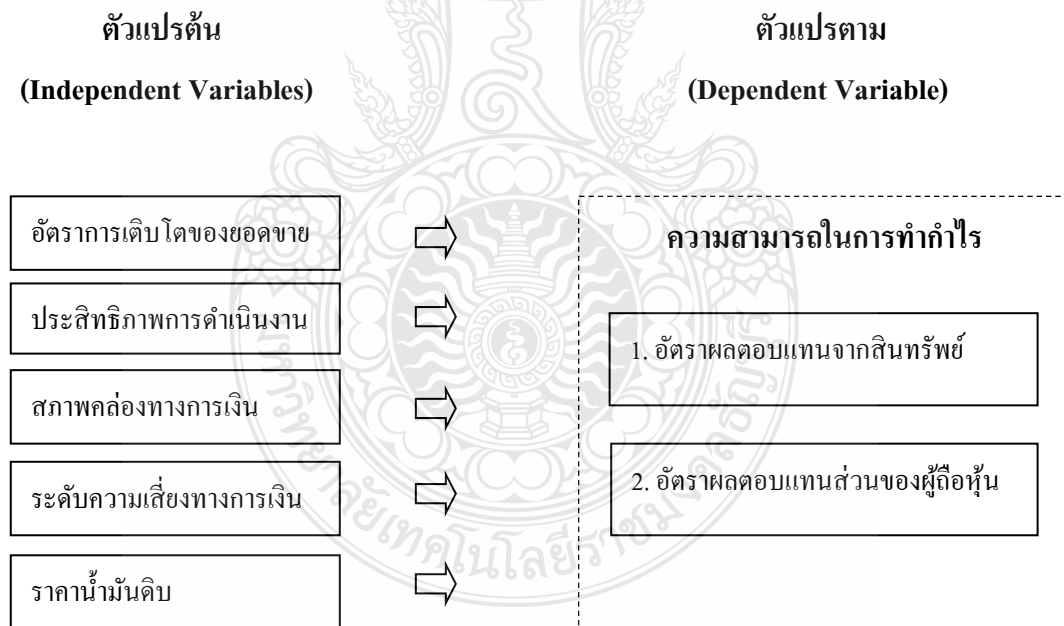 ตัวแปรต้น
(Independent Variables)
ตัวแปรตาม
(Dependent Variable)
อัตราการเติบโตของยอดขาย
ประสิทธิภาพการดำเนินงาน
สภาพคล่องทางการเงิน
ระดับความเสี่ยงทางการเงิน
ราคาน้ำมันดิบ
ความสามารถในการทำกำไร
1. อัตราผลตอบแทนจากสินทรัพย์
2. อัตราผลตอบแทนส่วนของผู้ถือหุ้น